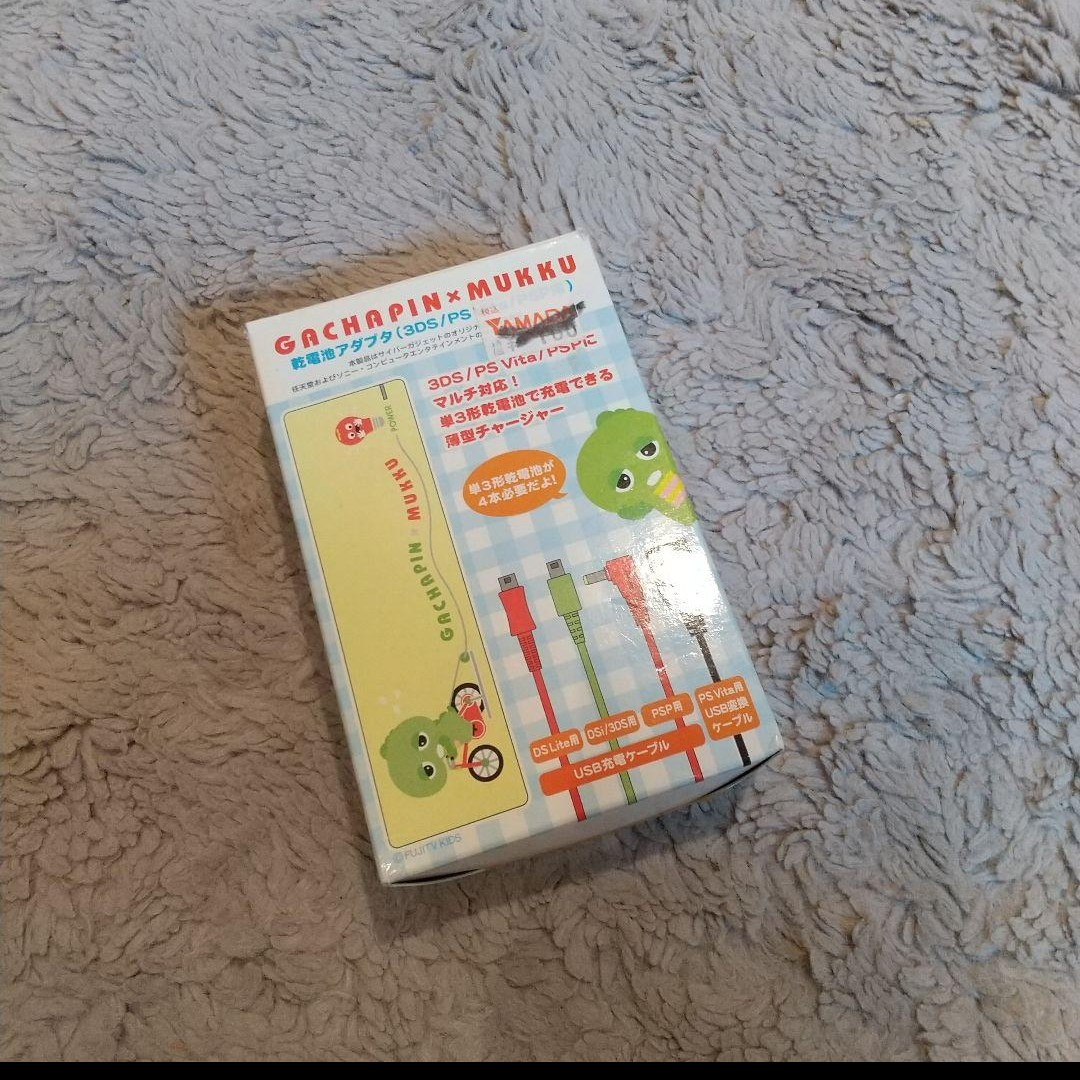 GACHAPIN×MUKKU
乾電池アダプタ(3DS/PS
税込
YAMADA
本製品はサイバーガジェットのオリジナ
任天堂およびソニー・コンピュータエンタテインメントの
3DS/PS Vita/PSPに
マルチ対応!
単3形乾電池で充電できる
薄型チャージャー
単3形乾電池が
4本必要だよ!
POWER
GACHAPIN × MUKKU
DS Lite用
DSi/3DS用
PSP用
PS Vita用
USB変換
ケーブル
USB充電ケーブル
©FUJITV KIDS